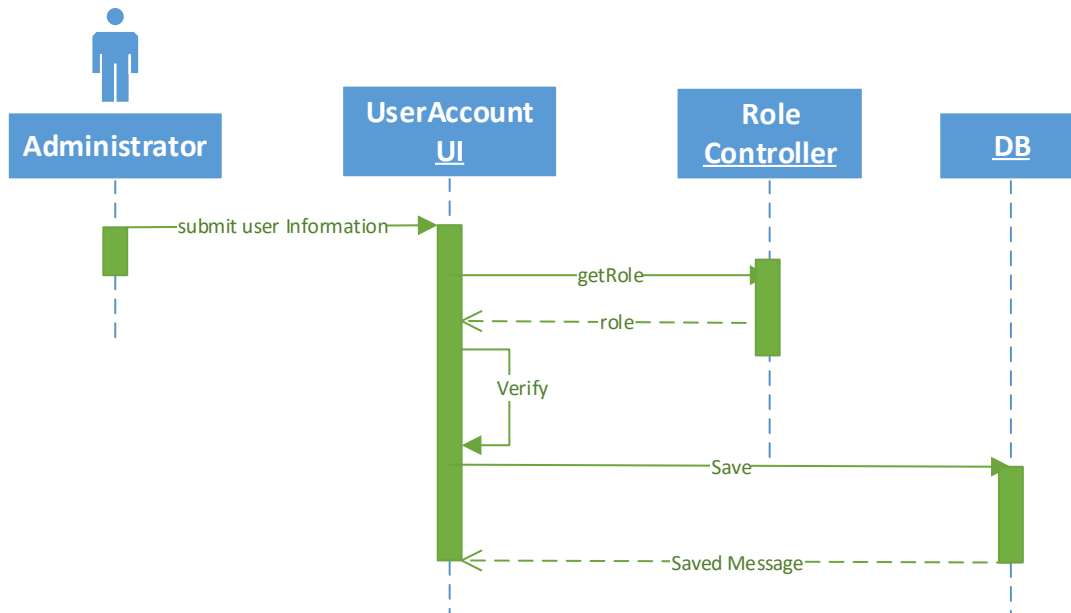 Administrator
UserAccount
UI
Role
Controller
DB
submit user Information
getRole
role
Verify
Save
Saved Message